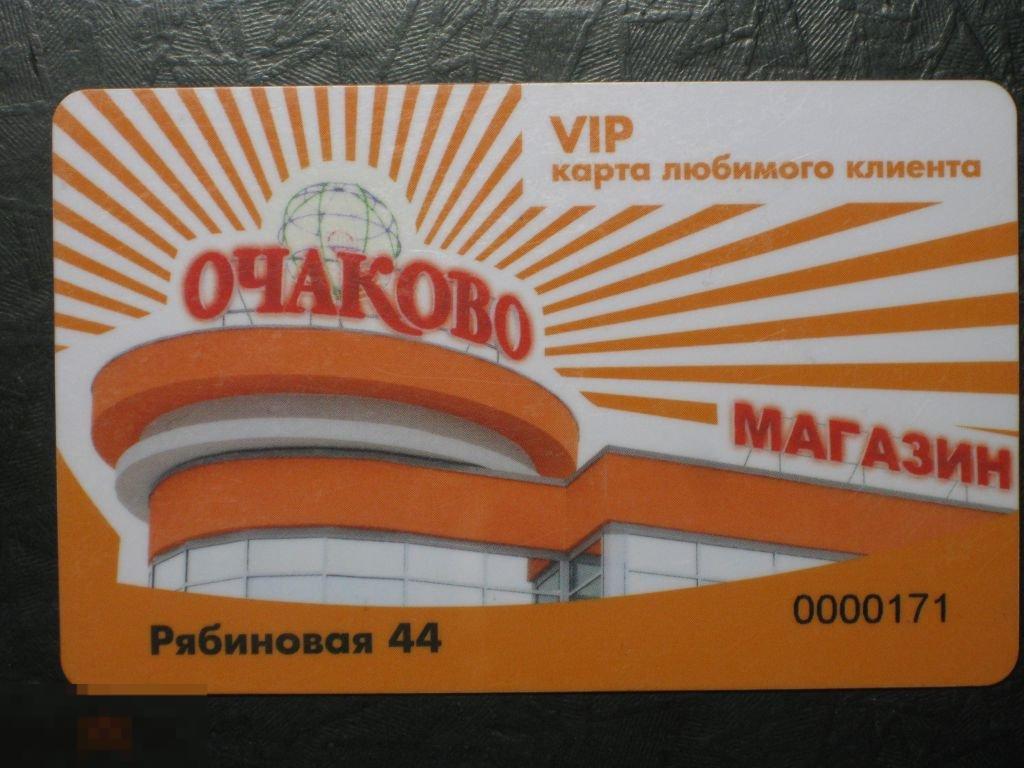 VIP
карта любимого клиента
ОЧАКОВО
МАГАЗИН
0000171
Рябиновая 44